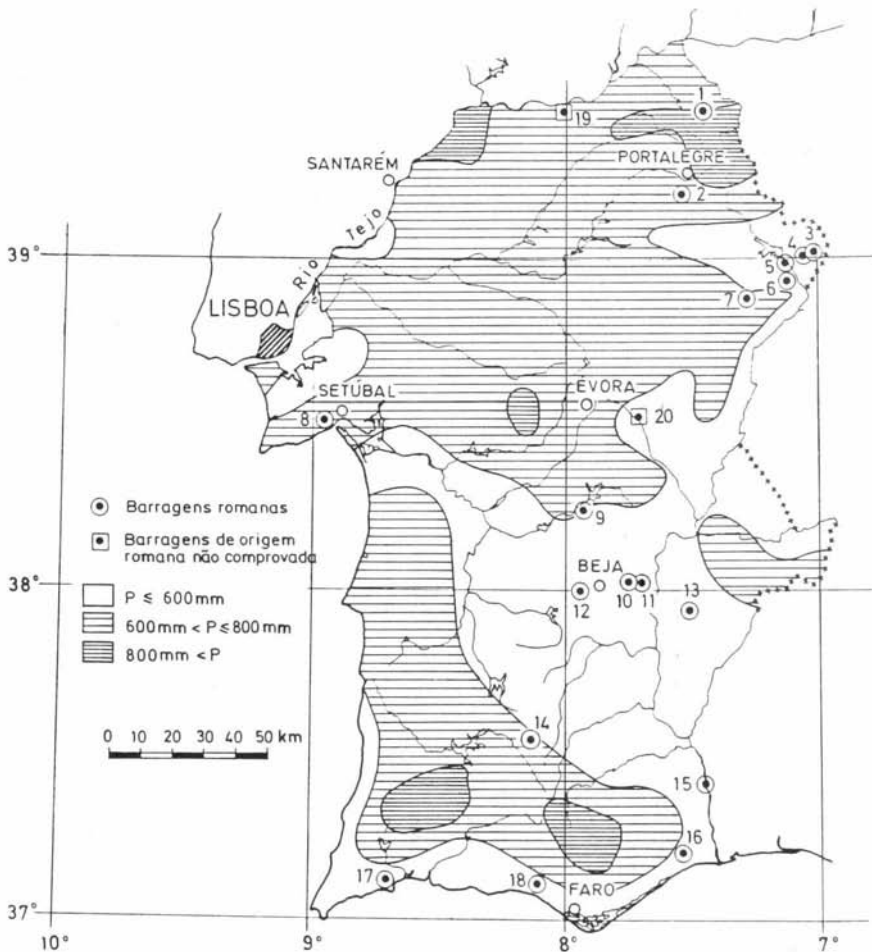 1
19
PORTALEGRE
SANTARÉM
2
Rio Tejo
39°
3
4
5
6
7
LISBOA
SETÚBAL
ÉVORA
8
20
9
Barragens romanas
Barragens de origem
romana não comprovada
BEJA
38°
10
11
12
13
P ≤ 600mm
600mm < P ≤ 800mm
800mm < P
0 10 20 30 40 50 km
14
15
16
17
18
FARO
37°
10° 9° 8° 7°